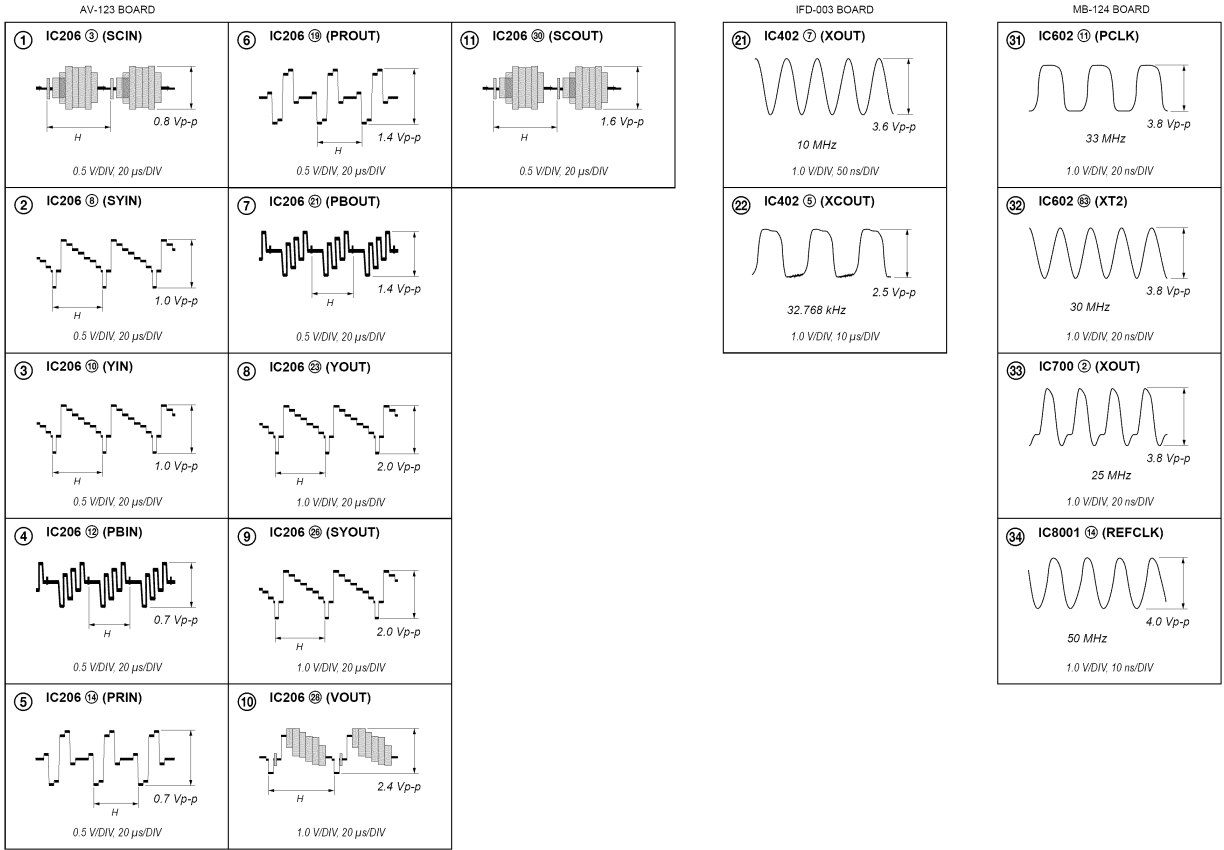 AV-123 BOARD
1 IC206 3 (SCIN)
0.8 Vp-p
H
0.5 V/DIV, 20 µs/DIV
2 IC206 8 (SYIN)
1.0 Vp-p
H
0.5 V/DIV, 20 µs/DIV
3 IC206 10 (YIN)
1.0 Vp-p
H
0.5 V/DIV, 20 µs/DIV
4 IC206 12 (PBIN)
0.7 Vp-p
H
0.5 V/DIV, 20 µs/DIV
5 IC206 14 (PRIN)
0.7 Vp-p
H
0.5 V/DIV, 20 µs/DIV
6 IC206 19 (PROUT)
1.4 Vp-p
H
0.5 V/DIV, 20 µs/DIV
7 IC206 21 (PBOUT)
1.4 Vp-p
H
0.5 V/DIV, 20 µs/DIV
8 IC206 23 (YOUT)
2.0 Vp-p
H
1.0 V/DIV, 20 µs/DIV
9 IC206 26 (SYOUT)
2.0 Vp-p
H
1.0 V/DIV, 20 µs/DIV
10 IC206 28 (VOUT)
2.4 Vp-p
H
1.0 V/DIV, 20 µs/DIV
11 IC206 30 (SCOUT)
1.6 Vp-p
H
0.5 V/DIV, 20 µs/DIV
IFD-003 BOARD
21 IC402 7 (XOUT)
3.6 Vp-p
10 MHz
1.0 V/DIV, 50 ns/DIV
22 IC402 5 (XCOUT)
2.5 Vp-p
32.768 kHz
1.0 V/DIV, 10 µs/DIV
MB-124 BOARD
31 IC602 11 (PCLK)
3.8 Vp-p
33 MHz
1.0 V/DIV, 20 ns/DIV
32 IC602 83 (XT2)
3.8 Vp-p
30 MHz
1.0 V/DIV, 20 ns/DIV
33 IC700 2 (XOUT)
3.8 Vp-p
25 MHz
1.0 V/DIV, 20 ns/DIV
34 IC8001 14 (REFCLK)
4.0 Vp-p
50 MHz
1.0 V/DIV, 10 ns/DIV